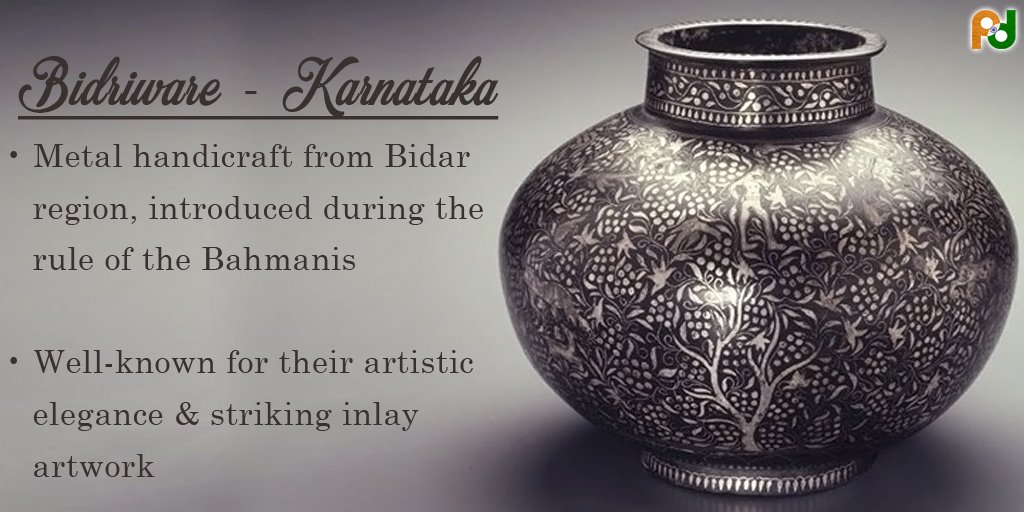 Bidriware - Karnataka
• Metal handicraft from Bidar
region, introduced during the
rule of the Bahmanis
• Well-known for their artistic
elegance & striking inlay
artwork
Pd